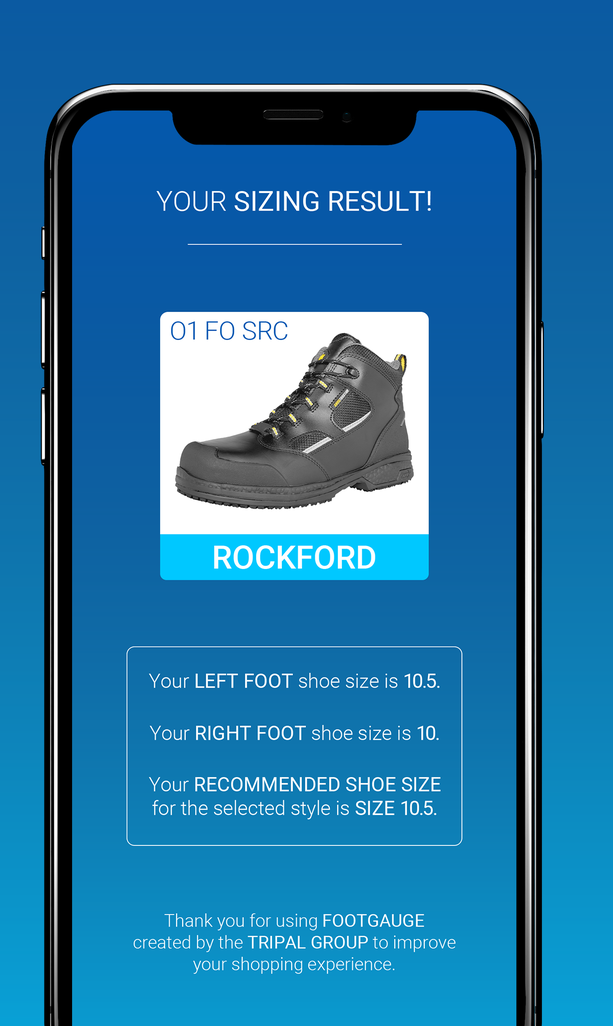 YOUR SIZING RESULT!
O1 FO SRC
ROCKFORD
Your LEFT FOOT shoe size is 10.5.
Your RIGHT FOOT shoe size is 10.
Your RECOMMENDED SHOE SIZE
for the selected style is SIZE 10.5.
Thank you for using FOOTGAUGE
created by the TRIPAL GROUP to improve
your shopping experience.